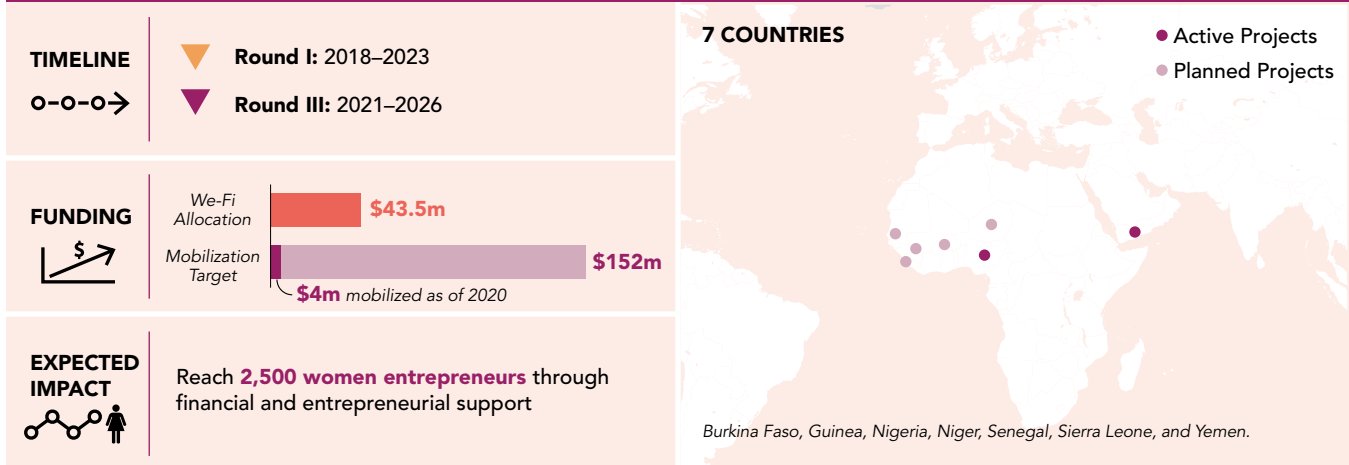 TIMELINE
Round I: 2018–2023
Round III: 2021–2026
FUNDING
$
We-Fi
Allocation
$43.5m
Mobilization
Target
$152m
$4m mobilized as of 2020
EXPECTED
IMPACT
Reach 2,500 women entrepreneurs through
financial and entrepreneurial support
7 COUNTRIES
Active Projects
Planned Projects
Burkina Faso, Guinea, Nigeria, Niger, Senegal, Sierra Leone, and Yemen.